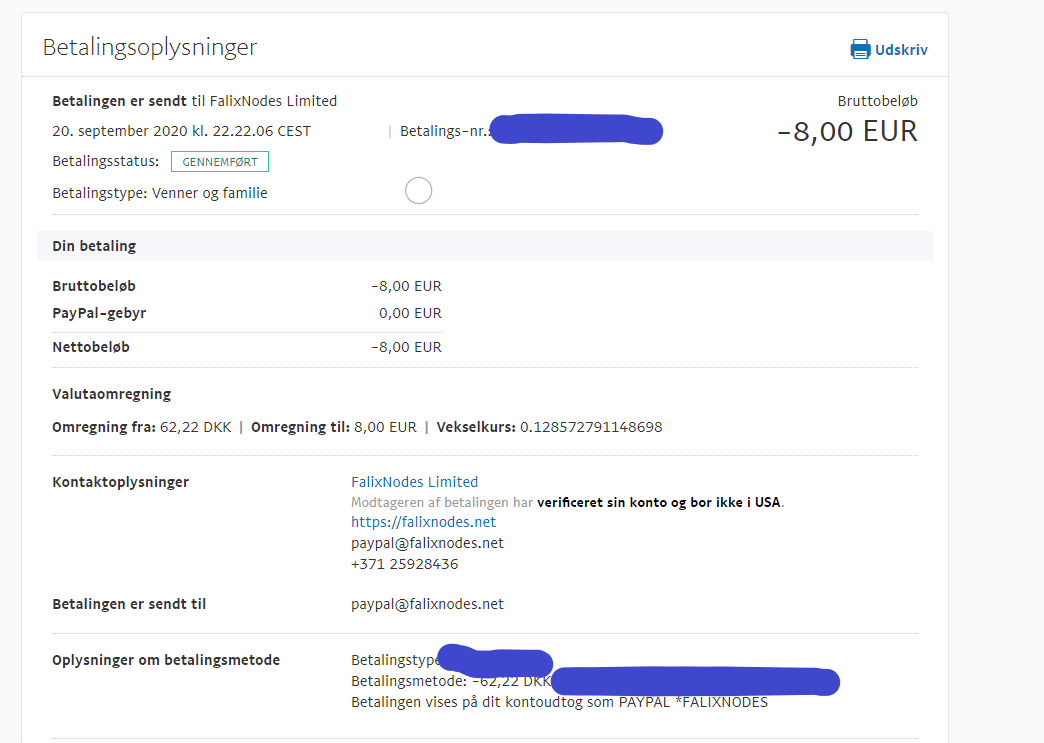 Betalingsoplysninger
Udskriv
Betalingen er sendt til FalixNodes Limited
Bruttobeløb
20. september 2020 kl. 22.22.06 CEST | Betalings-nr.:
-8,00 EUR
Betalingsstatus: GENNEMFØRT
Betalingstype: Venner og familie
Din betaling
Bruttobeløb -8,00 EUR
PayPal-gebyr 0,00 EUR
Nettobeløb -8,00 EUR
Valutaomregning
Omregning fra: 62,22 DKK | Omregning til: 8,00 EUR | Vekselkurs: 0.128572791148698
Kontaktoplysninger FalixNodes Limited
Modtageren af betalingen har verificeret sin konto og bor ikke i USA.
https://falixnodes.net
paypal@falixnodes.net
+371 25928436
Betalingen er sendt til paypal@falixnodes.net
Oplysninger om betalingsmetode Betalingstype
Betalingsmetode: -62,22 DKK
Betalingen vises på dit kontoudtog som PAYPAL *FALIXNODES